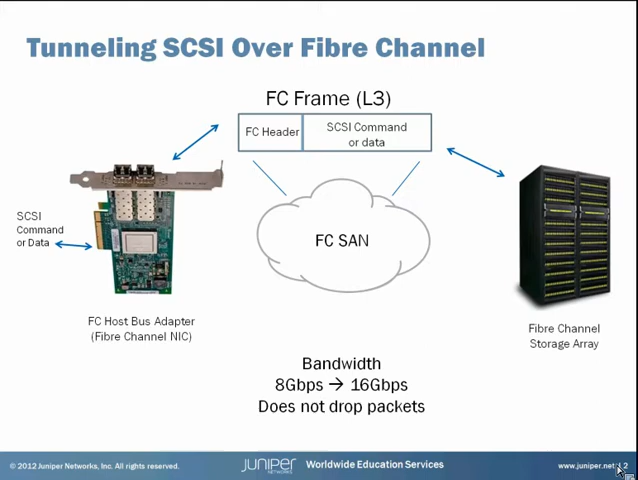 Tunneling SCSI Over Fibre Channel
FC Frame (L3)
FC Header
SCSI Command
or data
SCSI
Command
or Data
FC SAN
FC Host Bus Adapter
(Fibre Channel NIC)
Fibre Channel
Storage Array
Bandwidth
8Gbps → 16Gbps
Does not drop packets
© 2012 Juniper Networks, Inc. All rights reserved.
JUNIPER
NETWORKS
Worldwide Education Services
www.juniper.net